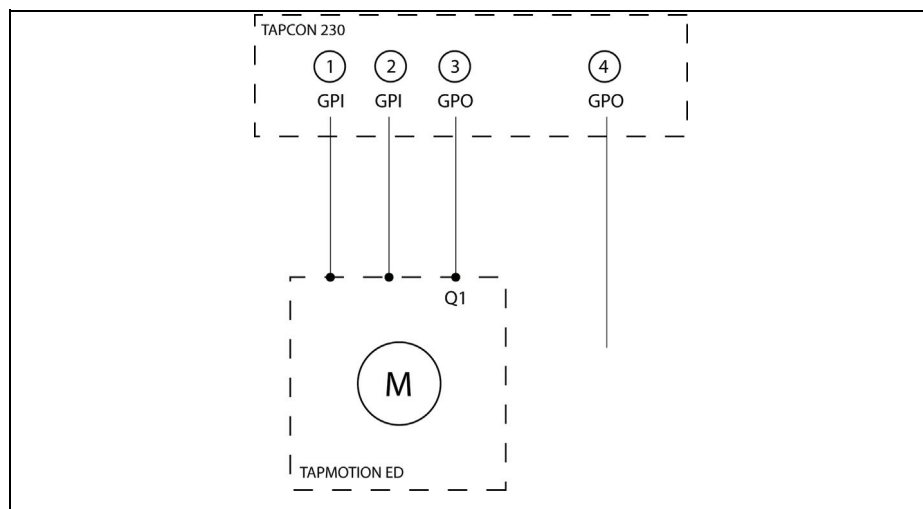 TAPCON 230
1 2 3 4
GPI GPI GPO GPO
Q1
M
TAPMOTION ED